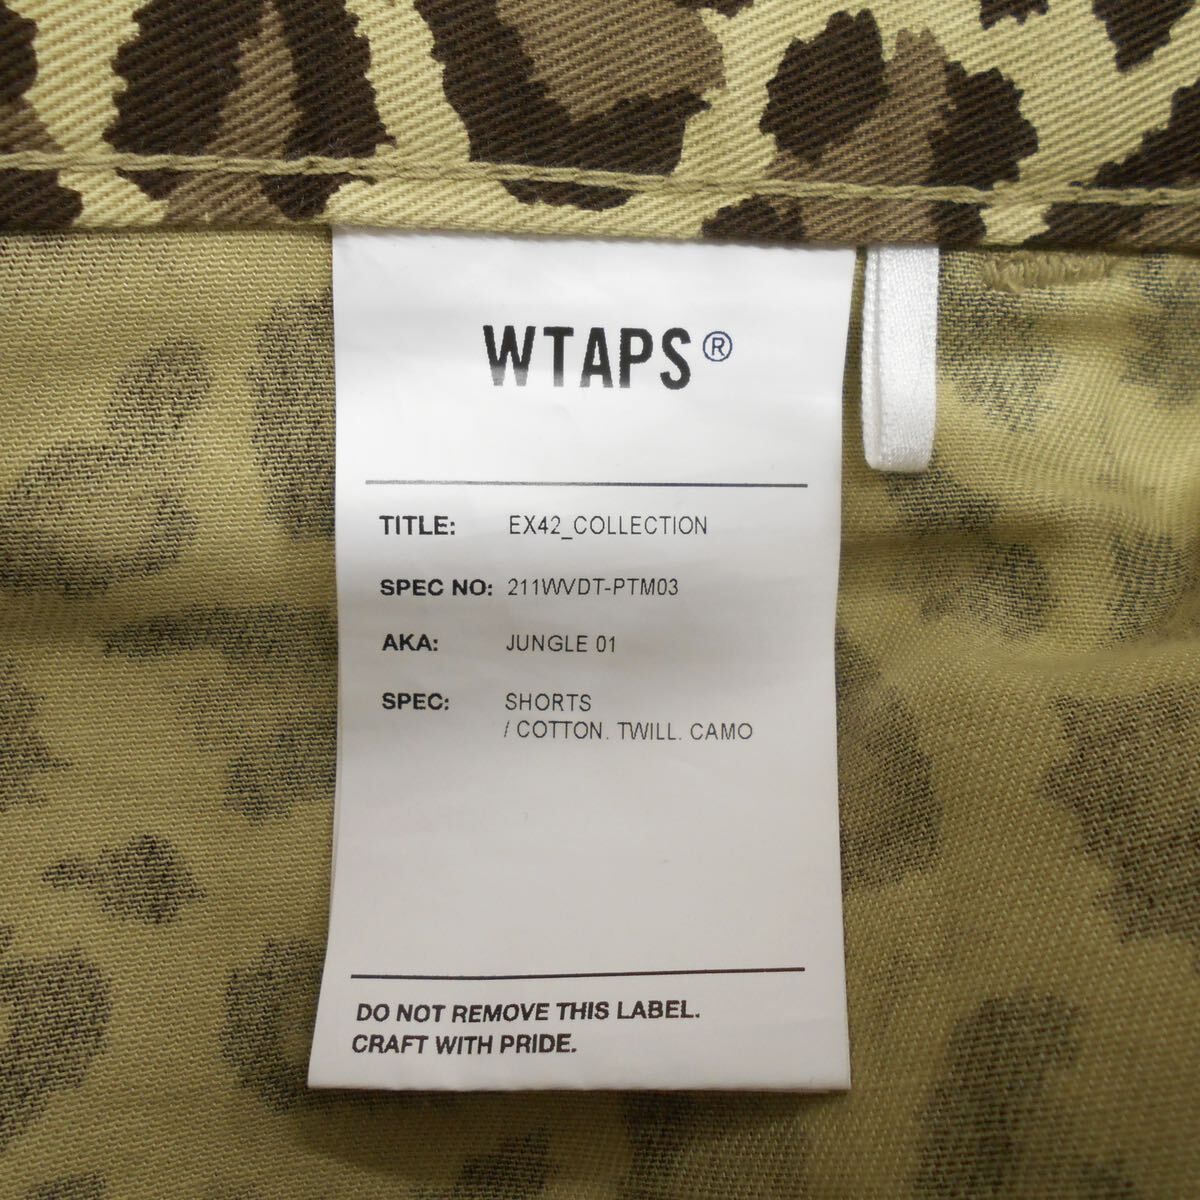 WTAPS®
TITLE: EX42_COLLECTION
SPEC NO: 211WVDT-PTM03
AKA: JUNGLE 01
SPEC: SHORTS
/ COTTON. TWILL. CAMO
DO NOT REMOVE THIS LABEL.
CRAFT WITH PRIDE.